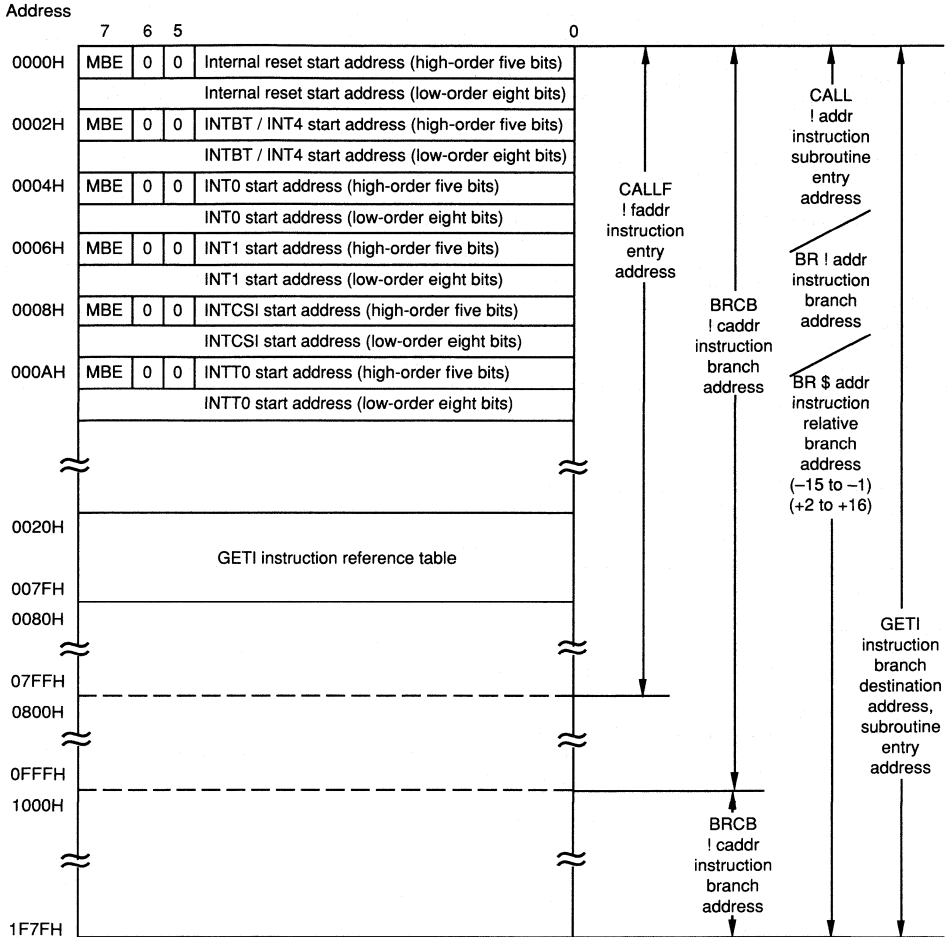 Address
7 6 5 0
0000H MBE 0 0 Internal reset start address (high-order five bits)
Internal reset start address (low-order eight bits)
0002H MBE 0 0 INTBT / INT4 start address (high-order five bits)
INTBT / INT4 start address (low-order eight bits)
0004H MBE 0 0 INT0 start address (high-order five bits)
INT0 start address (low-order eight bits)
0006H MBE 0 0 INT1 start address (high-order five bits)
INT1 start address (low-order eight bits)
0008H MBE 0 0 INTCSI start address (high-order five bits)
INTCSI start address (low-order eight bits)
000AH MBE 0 0 INTT0 start address (high-order five bits)
INTT0 start address (low-order eight bits)
0020H
GETI instruction reference table
007FH
0080H
07FFH
0800H
0FFFH
1000H
1F7FH
CALLF
! faddr
instruction
entry
address
BRCB
! caddr
instruction
branch
address
BRCB
! caddr
instruction
branch
address
CALL
! addr
instruction
subroutine
entry
address
BR ! addr
instruction
branch
address
BR $ addr
instruction
relative
branch
address
(–15 to –1)
(+2 to +16)
GETI
instruction
branch
destination
address,
subroutine
entry
address